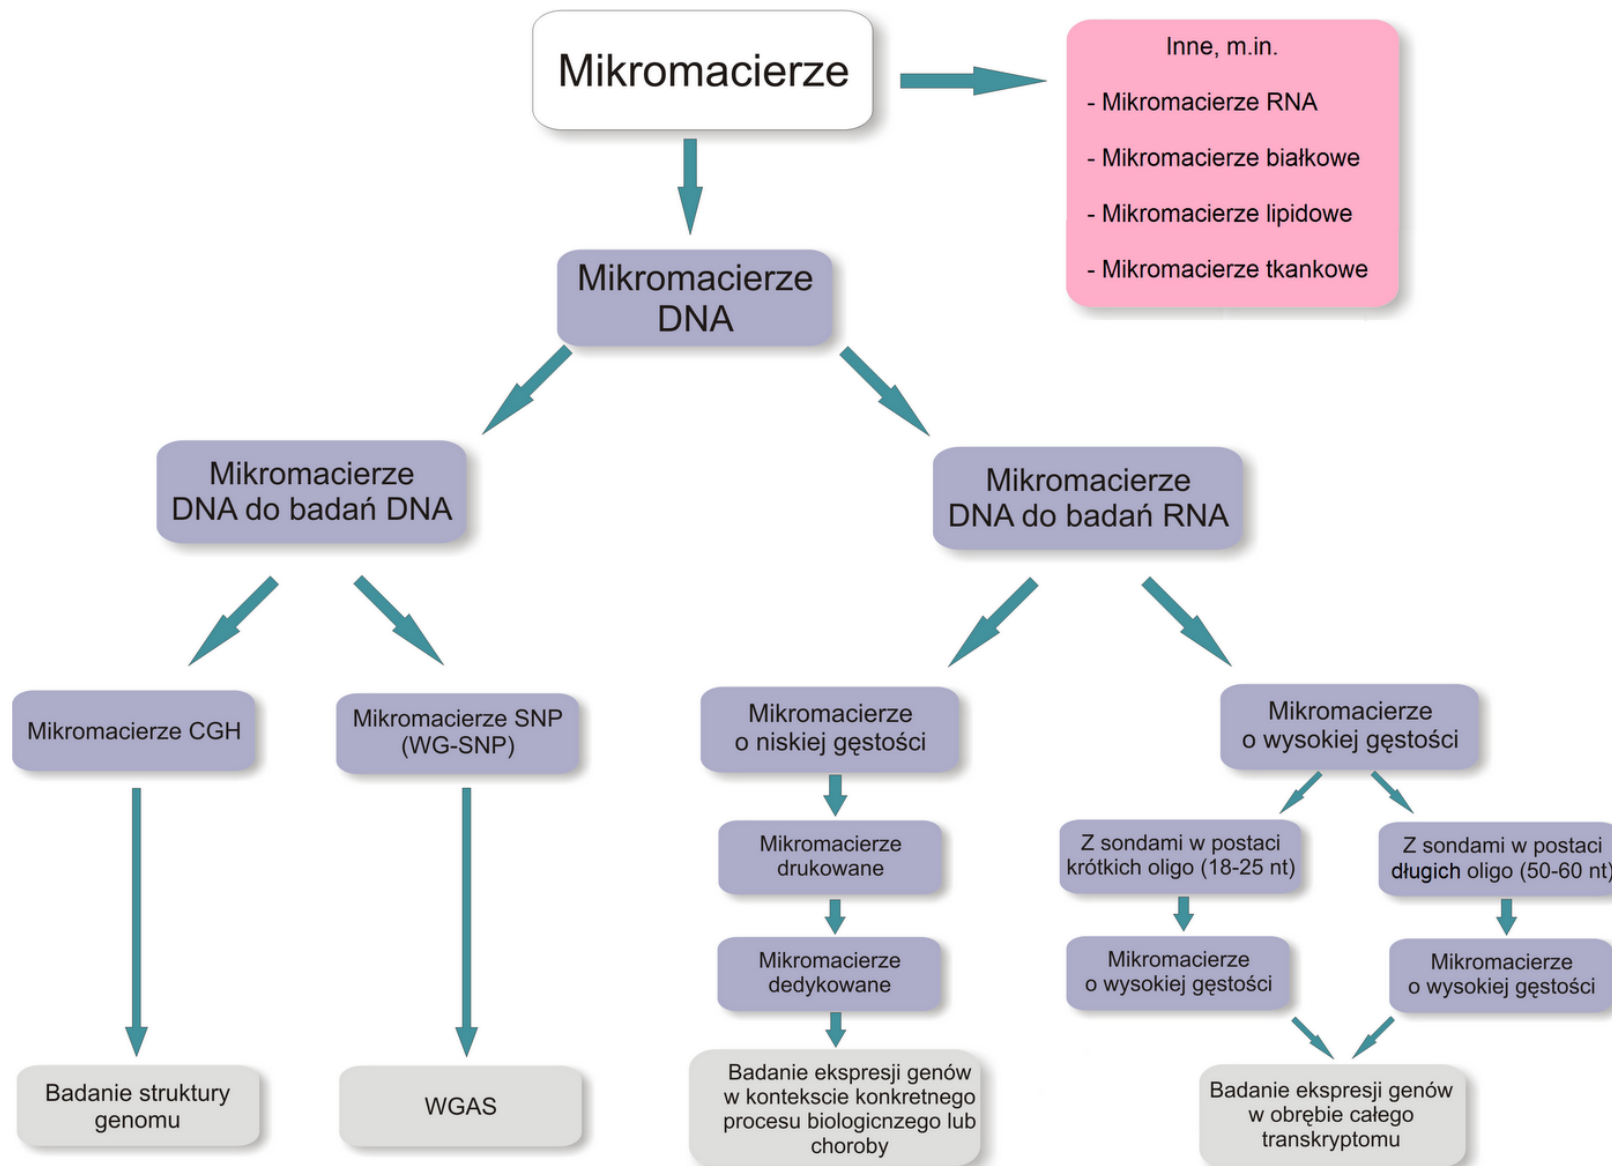 Mikromacierze
Inne, m.in.
- Mikromacierze RNA
- Mikromacierze białkowe
- Mikromacierze lipidowe
- Mikromacierze tkankowe
Mikromacierze
DNA
Mikromacierze
DNA do badań DNA
Mikromacierze
DNA do badań RNA
Mikromacierze CGH
Mikromacierze SNP
(WG-SNP)
Mikromacierze
o niskiej gęstości
Mikromacierze
o wysokiej gęstości
Mikromacierze
drukowane
Z sondami w postaci
krótkich oligo (18-25 nt)
Z sondami w postaci
długich oligo (50-60 nt)
Mikromacierze
dedykowane
Mikromacierze
o wysokiej gęstości
Mikromacierze
o wysokiej gęstości
Badanie struktury
genomu
WGAS
Badanie ekspresji genów
w kontekscie konkretnego
procesu biologicznzego lub
choroby
Badanie ekspresji genów
w obrębie całego
transkryptomu